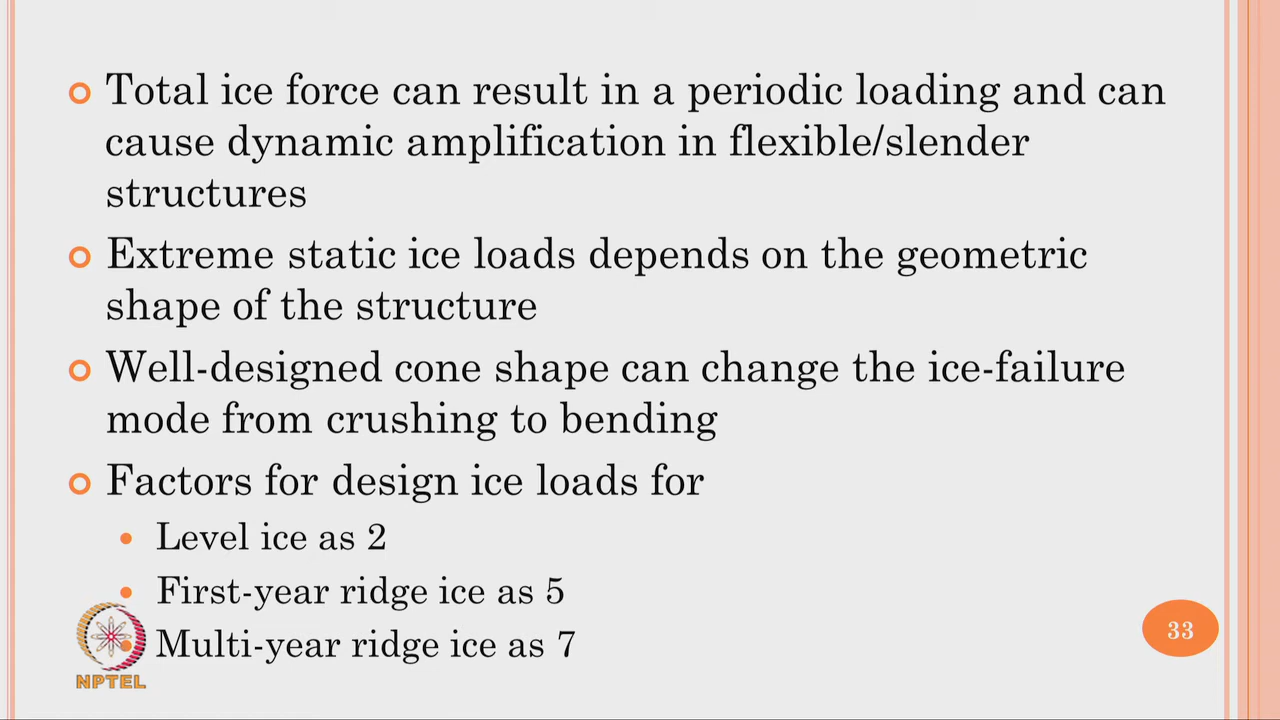 Total ice force can result in a periodic loading and can
cause dynamic amplification in flexible/slender
structures
Extreme static ice loads depends on the geometric
shape of the structure
Well-designed cone shape can change the ice-failure
mode from crushing to bending
Factors for design ice loads for
Level ice as 2
First-year ridge ice as 5
Multi-year ridge ice as 7
33
NPTEL